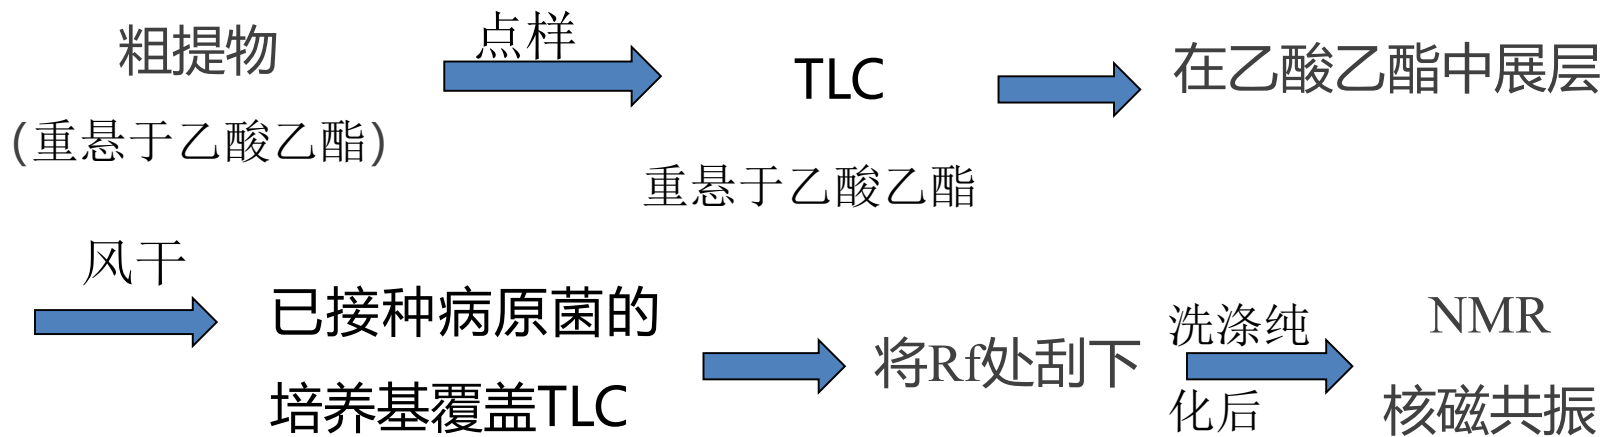 粗提物
点样
TLC
在乙酸乙酯中展层
(重悬于乙酸乙酯)
重悬于乙酸乙酯
风干
已接种病原菌的
培养基覆盖TLC
将Rf处刮下
洗涤纯
化后
NMR
核磁共振